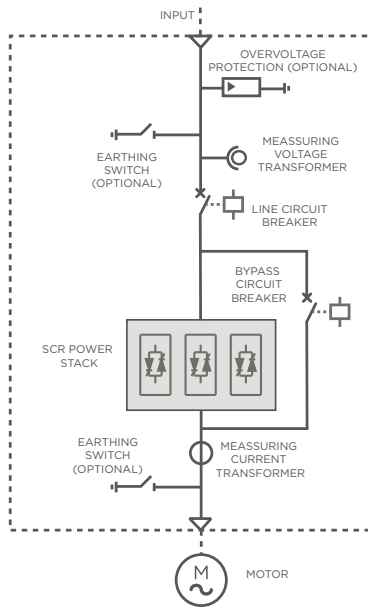 INPUT
OVERVOLTAGE
PROTECTION (OPTIONAL)
EARTHING
SWITCH
(OPTIONAL)
MEASSURING
VOLTAGE
TRANSFORMER
LINE CIRCUIT
BREAKER
BYPASS
CIRCUIT
BREAKER
SCR POWER
STACK
EARTHING
SWITCH
(OPTIONAL)
MEASSURING
CURRENT
TRANSFORMER
M
MOTOR